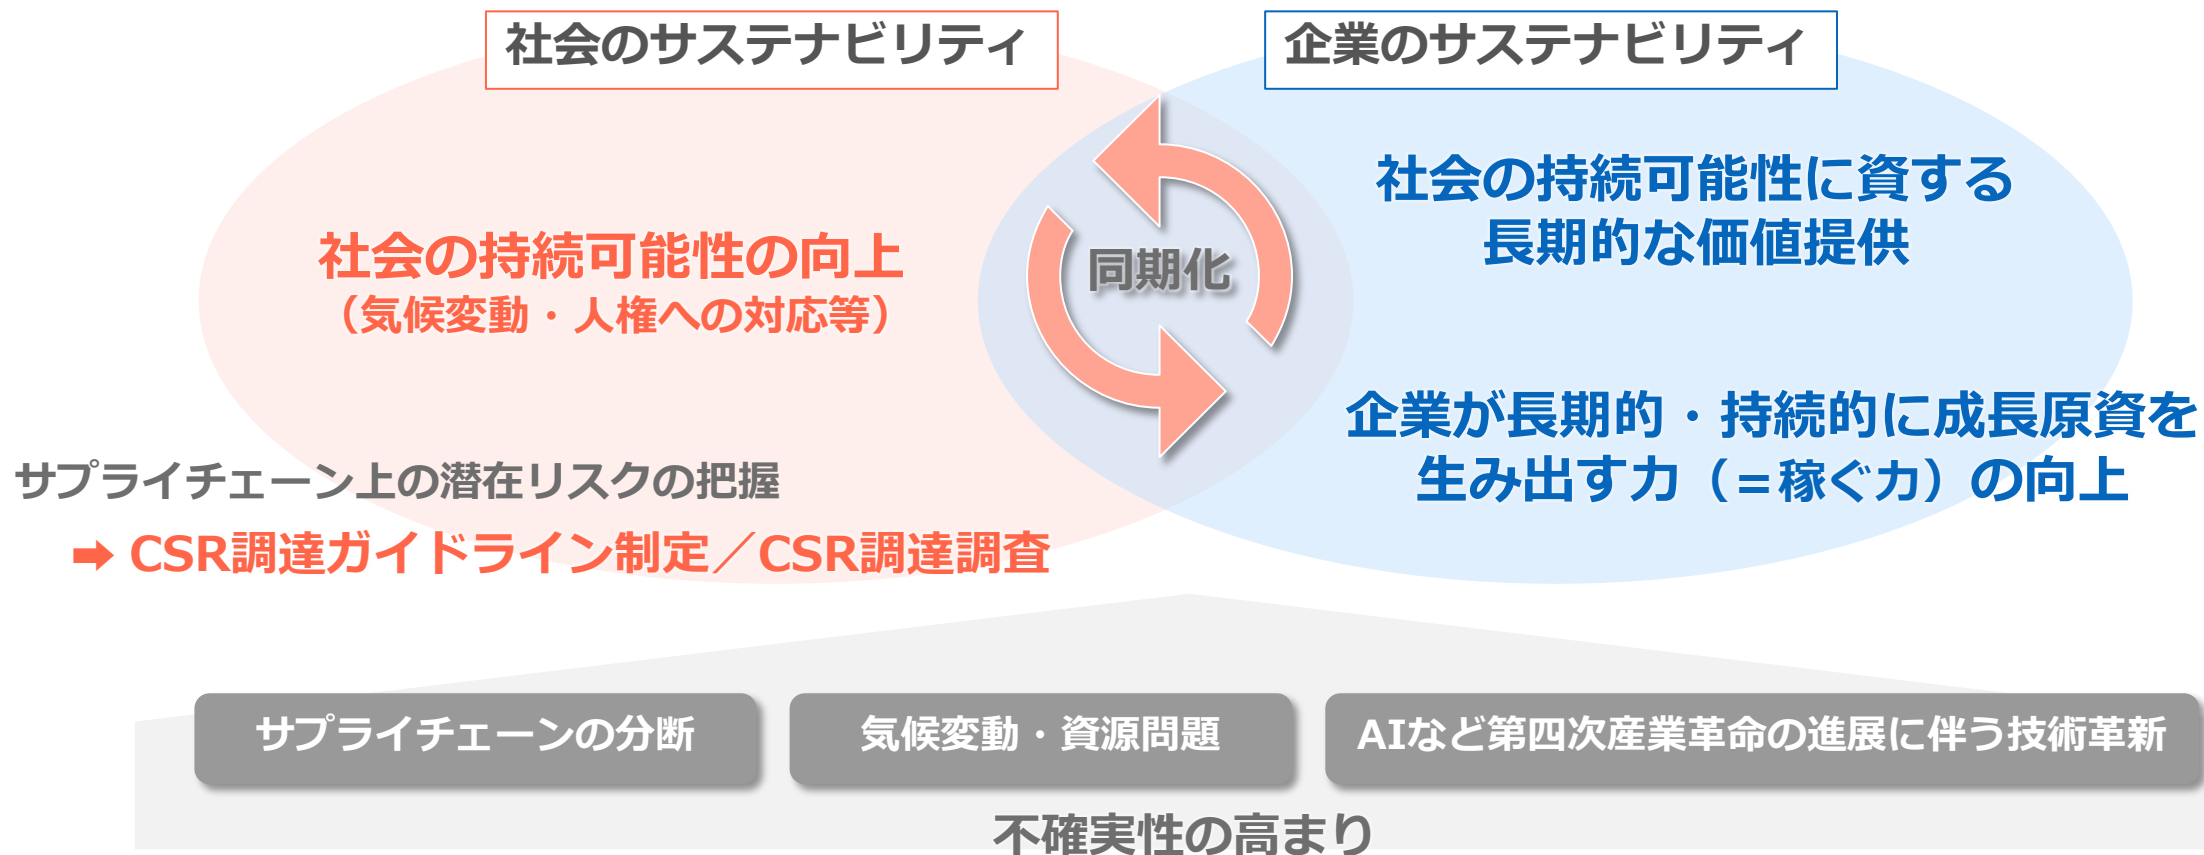 社会のサステナビリティ
企業のサステナビリティ
社会の持続可能性の向上
（気候変動・人権への対応等）
同期化
社会の持続可能性に資する
長期的な価値提供
企業が長期的・持続的に成長原資を
生み出す力（＝稼ぐ力）の向上
サプライチェーン上の潜在リスクの把握
➡ CSR調達ガイドライン制定／CSR調達調査
サプライチェーンの分断
気候変動・資源問題
AIなど第四次産業革命の進展に伴う技術革新
不確実性の高まり